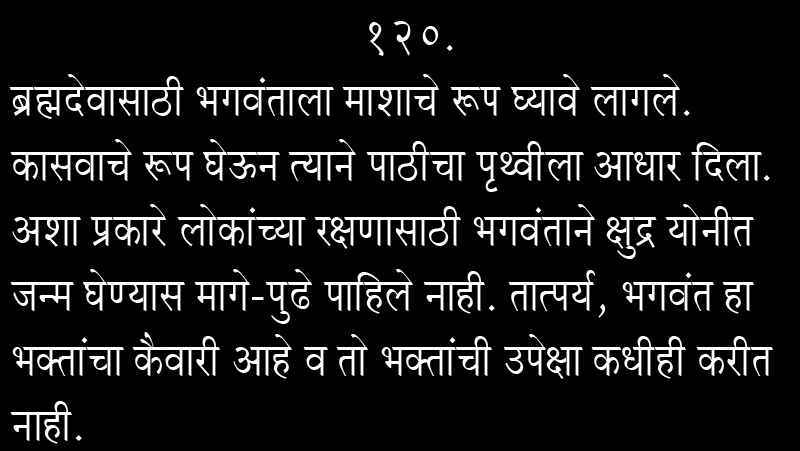 १२०.
ब्रह्मदेवासाठी भगवंताला माशाचे रूप घ्यावे लागले.
कासवाचे रूप घेऊन त्याने पाठीचा पृथ्वीला आधार दिला.
अशा प्रकारे लोकांच्या रक्षणासाठी भगवंताने क्षुद्र योनीत
जन्म घेण्यास मागे-पुढे पाहिले नाही. तात्पर्य, भगवंत हा
भक्तांचा कैवारी आहे व तो भक्तांची उपेक्षा कधीही करीत
नाही.